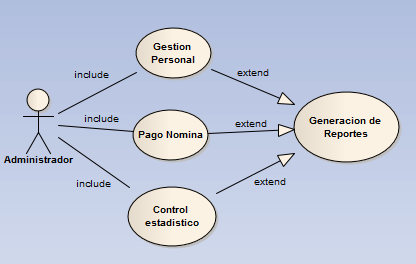 Gestion
Personal
include
extend
include
extend
Generacion de
Reportes
Pago Nomina
Administrador
include
extend
Control
estadistico